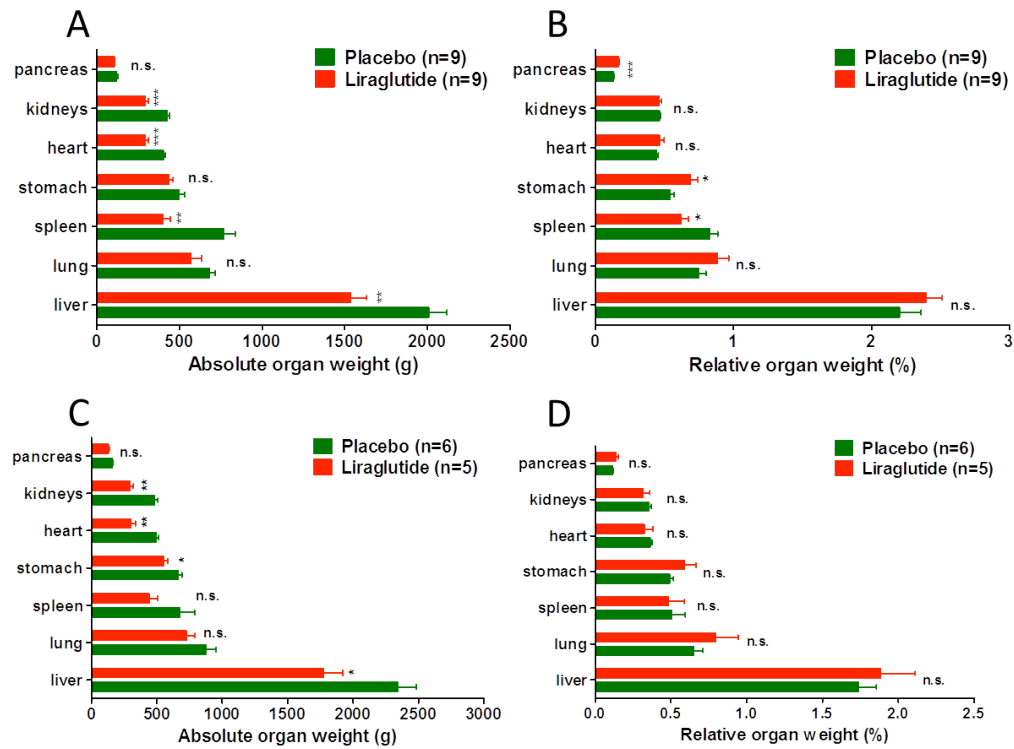 A
Placebo (n=9)
Liraglutide (n=9)
pancreas
n.s.
kidneys
***
heart
***
stomach
n.s.
spleen
**
lung
n.s.
liver
**
0 500 1000 1500 2000 2500
Absolute organ weight (g)
B
Placebo (n=9)
Liraglutide (n=9)
pancreas
***
kidneys
n.s.
heart
n.s.
stomach
*
spleen
*
lung
n.s.
liver
n.s.
0 1 2 3
Relative organ weight (%)
C
Placebo (n=6)
Liraglutide (n=5)
pancreas
n.s.
kidneys
**
heart
**
stomach
*
spleen
n.s.
lung
n.s.
liver
*
0 500 1000 1500 2000 2500 3000
Absolute organ weight (g)
D
Placebo (n=6)
Liraglutide (n=5)
pancreas
n.s.
kidneys
n.s.
heart
n.s.
stomach
n.s.
spleen
n.s.
lung
n.s.
liver
n.s.
0.0 0.5 1.0 1.5 2.0 2.5
Relative organ weight (%)